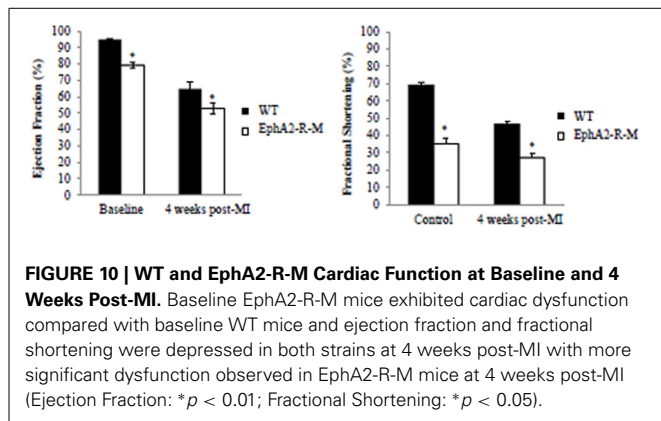 100
90
80
70
60
50
40
30
20
10
0
Ejection Fraction (%)
*
*
WT
EphA2-R-M
Baseline
4 weeks post-MI
100
90
80
70
60
50
40
30
20
10
0
Fractional Shortening (%)
*
*
WT
EphA2-R-M
Control
4 weeks post-MI
FIGURE 10 | WT and EphA2-R-M Cardiac Function at Baseline and 4
Weeks Post-MI. Baseline EphA2-R-M mice exhibited cardiac dysfunction
compared with baseline WT mice and ejection fraction and fractional
shortening were depressed in both strains at 4 weeks post-MI with more
significant dysfunction observed in EphA2-R-M mice at 4 weeks post-MI
(Ejection Fraction: *p < 0.01; Fractional Shortening: *p < 0.05).